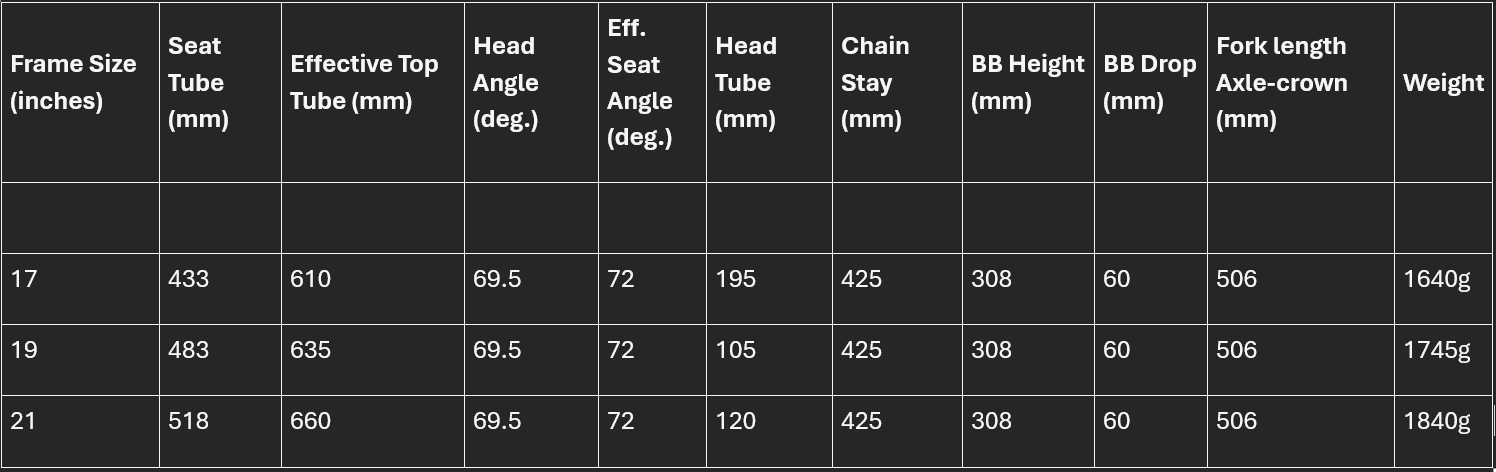 Frame Size (inches) | Seat Tube (mm) | Effective Top Tube (mm) | Head Angle (deg.) | Eff. Seat Angle (deg.) | Head Tube (mm) | Chain Stay (mm) | BB Height (mm) | BB Drop (mm) | Fork length Axle-crown (mm) | Weight
17 | 433 | 610 | 69.5 | 72 | 195 | 425 | 308 | 60 | 506 | 1640g
19 | 483 | 635 | 69.5 | 72 | 105 | 425 | 308 | 60 | 506 | 1745g
21 | 518 | 660 | 69.5 | 72 | 120 | 425 | 308 | 60 | 506 | 1840g